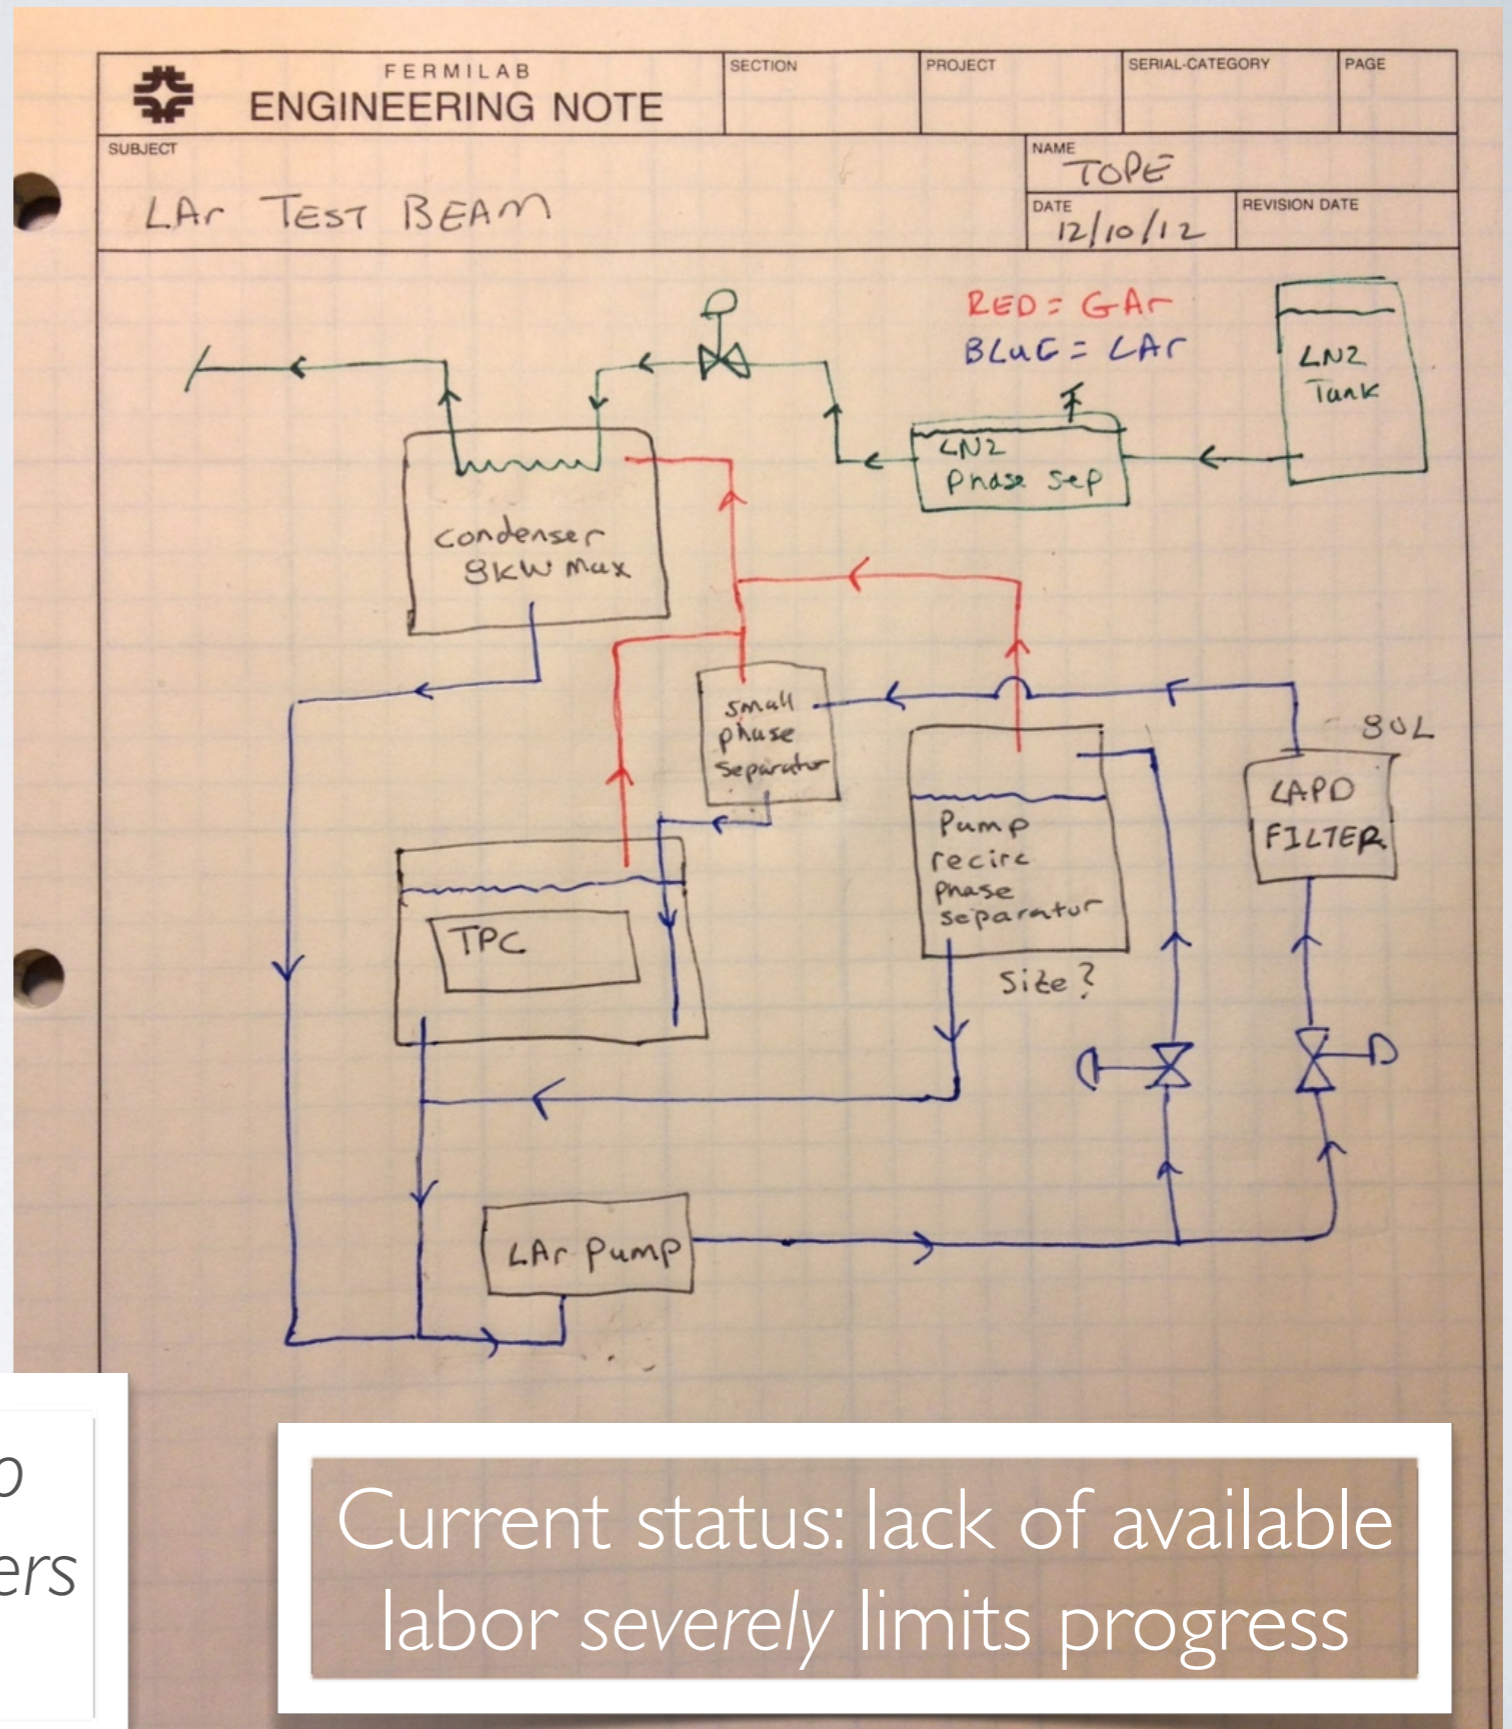 FERMILAB
ENGINEERING NOTE
SECTION
PROJECT
SERIAL-CATEGORY
PAGE
SUBJECT
LAr TEST BEAM
NAME
TOPE
DATE
12/10/12
REVISION DATE
RED = GAr
BLUE = LAr
LN2
Tank
LN2
Phase Sep
condenser
8kW Max
small
phase
separator
80L
LAPD
FILTER
Pump
recirc
phase
separator
Size?
TPC
LAr Pump
ers
Current status: lack of available
labor severely limits progress